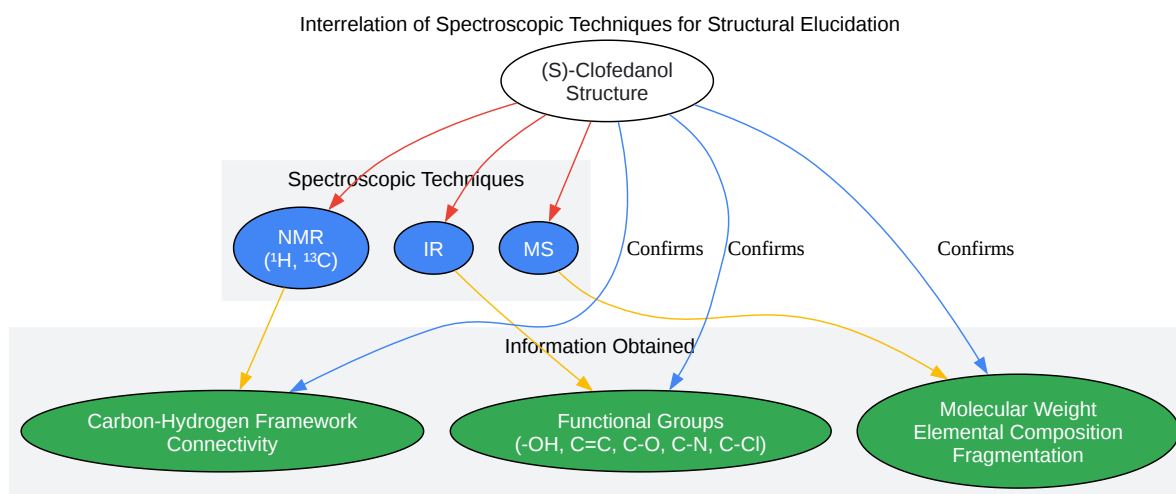 Interrelation of Spectroscopic Techniques for Structural Elucidation
(S)-Clofedanol
Structure
Spectroscopic Techniques
NMR
(¹H, ¹³C)
IR
MS
Confirms
Confirms
Confirms
Information Obtained
Carbon-Hydrogen Framework
Connectivity
Functional Groups
(-OH, C=C, C-O, C-N, C-Cl)
Molecular Weight
Elemental Composition
Fragmentation